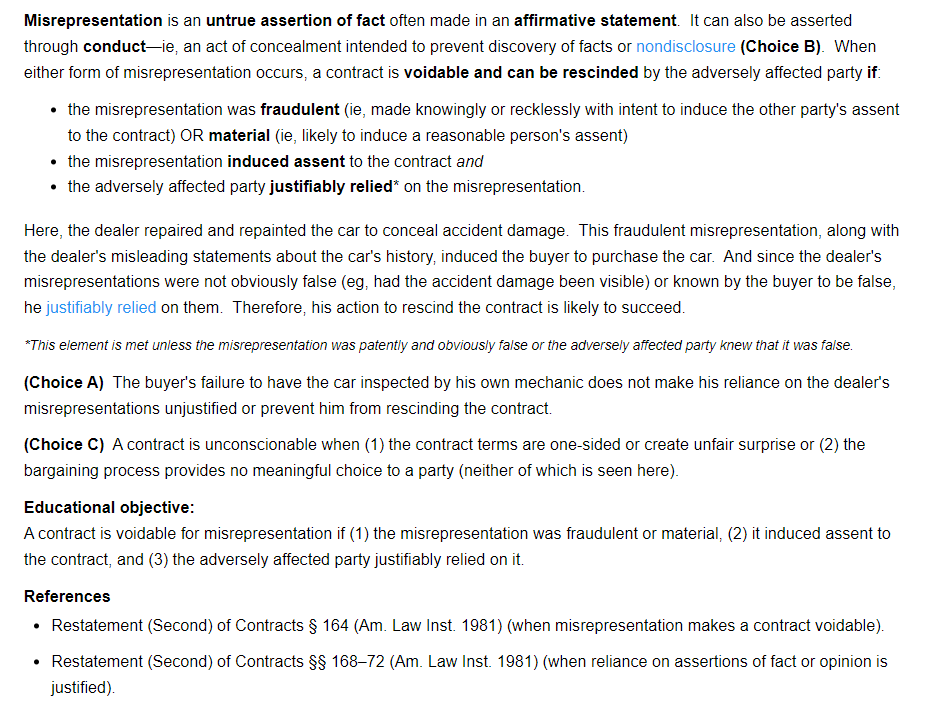 Misrepresentation is an untrue assertion of fact often made in an affirmative statement. It can also be asserted
through conduct—ie, an act of concealment intended to prevent discovery of facts or nondisclosure (Choice B). When
either form of misrepresentation occurs, a contract is voidable and can be rescinded by the adversely affected party if:
• the misrepresentation was fraudulent (ie, made knowingly or recklessly with intent to induce the other party's assent
to the contract) OR material (ie, likely to induce a reasonable person's assent)
• the misrepresentation induced assent to the contract and
• the adversely affected party justifiably relied* on the misrepresentation.
Here, the dealer repaired and repainted the car to conceal accident damage. This fraudulent misrepresentation, along with
the dealer's misleading statements about the car's history, induced the buyer to purchase the car. And since the dealer's
misrepresentations were not obviously false (eg, had the accident damage been visible) or known by the buyer to be false,
he justifiably relied on them. Therefore, his action to rescind the contract is likely to succeed.
*This element is met unless the misrepresentation was patently and obviously false or the adversely affected party knew that it was false.
(Choice A) The buyer's failure to have the car inspected by his own mechanic does not make his reliance on the dealer's
misrepresentations unjustified or prevent him from rescinding the contract.
(Choice C) A contract is unconscionable when (1) the contract terms are one-sided or create unfair surprise or (2) the
bargaining process provides no meaningful choice to a party (neither of which is seen here).
Educational objective:
A contract is voidable for misrepresentation if (1) the misrepresentation was fraudulent or material, (2) it induced assent to
the contract, and (3) the adversely affected party justifiably relied on it.
References
• Restatement (Second) of Contracts § 164 (Am. Law Inst. 1981) (when misrepresentation makes a contract voidable).
• Restatement (Second) of Contracts §§ 168–72 (Am. Law Inst. 1981) (when reliance on assertions of fact or opinion is
justified).